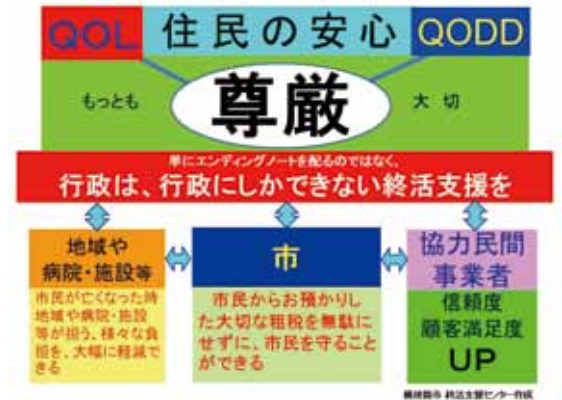 QOL 住民の安心 QODD
もっとも 尊厳 大切
単にエンディングノートを配るのではなく、
行政は、行政にしかできない終活支援を
地域や
病院・施設等
市民が亡くなった時
地域や病院・施設
等が担う、様々な負
担を、大幅に軽減でき
る
市
市民からお預かりし
た大切な租税を無駄に
せずに、市民を守ること
ができる
協力民間
事業者
信頼度
顧客満足度
UP
終活支援センター作成